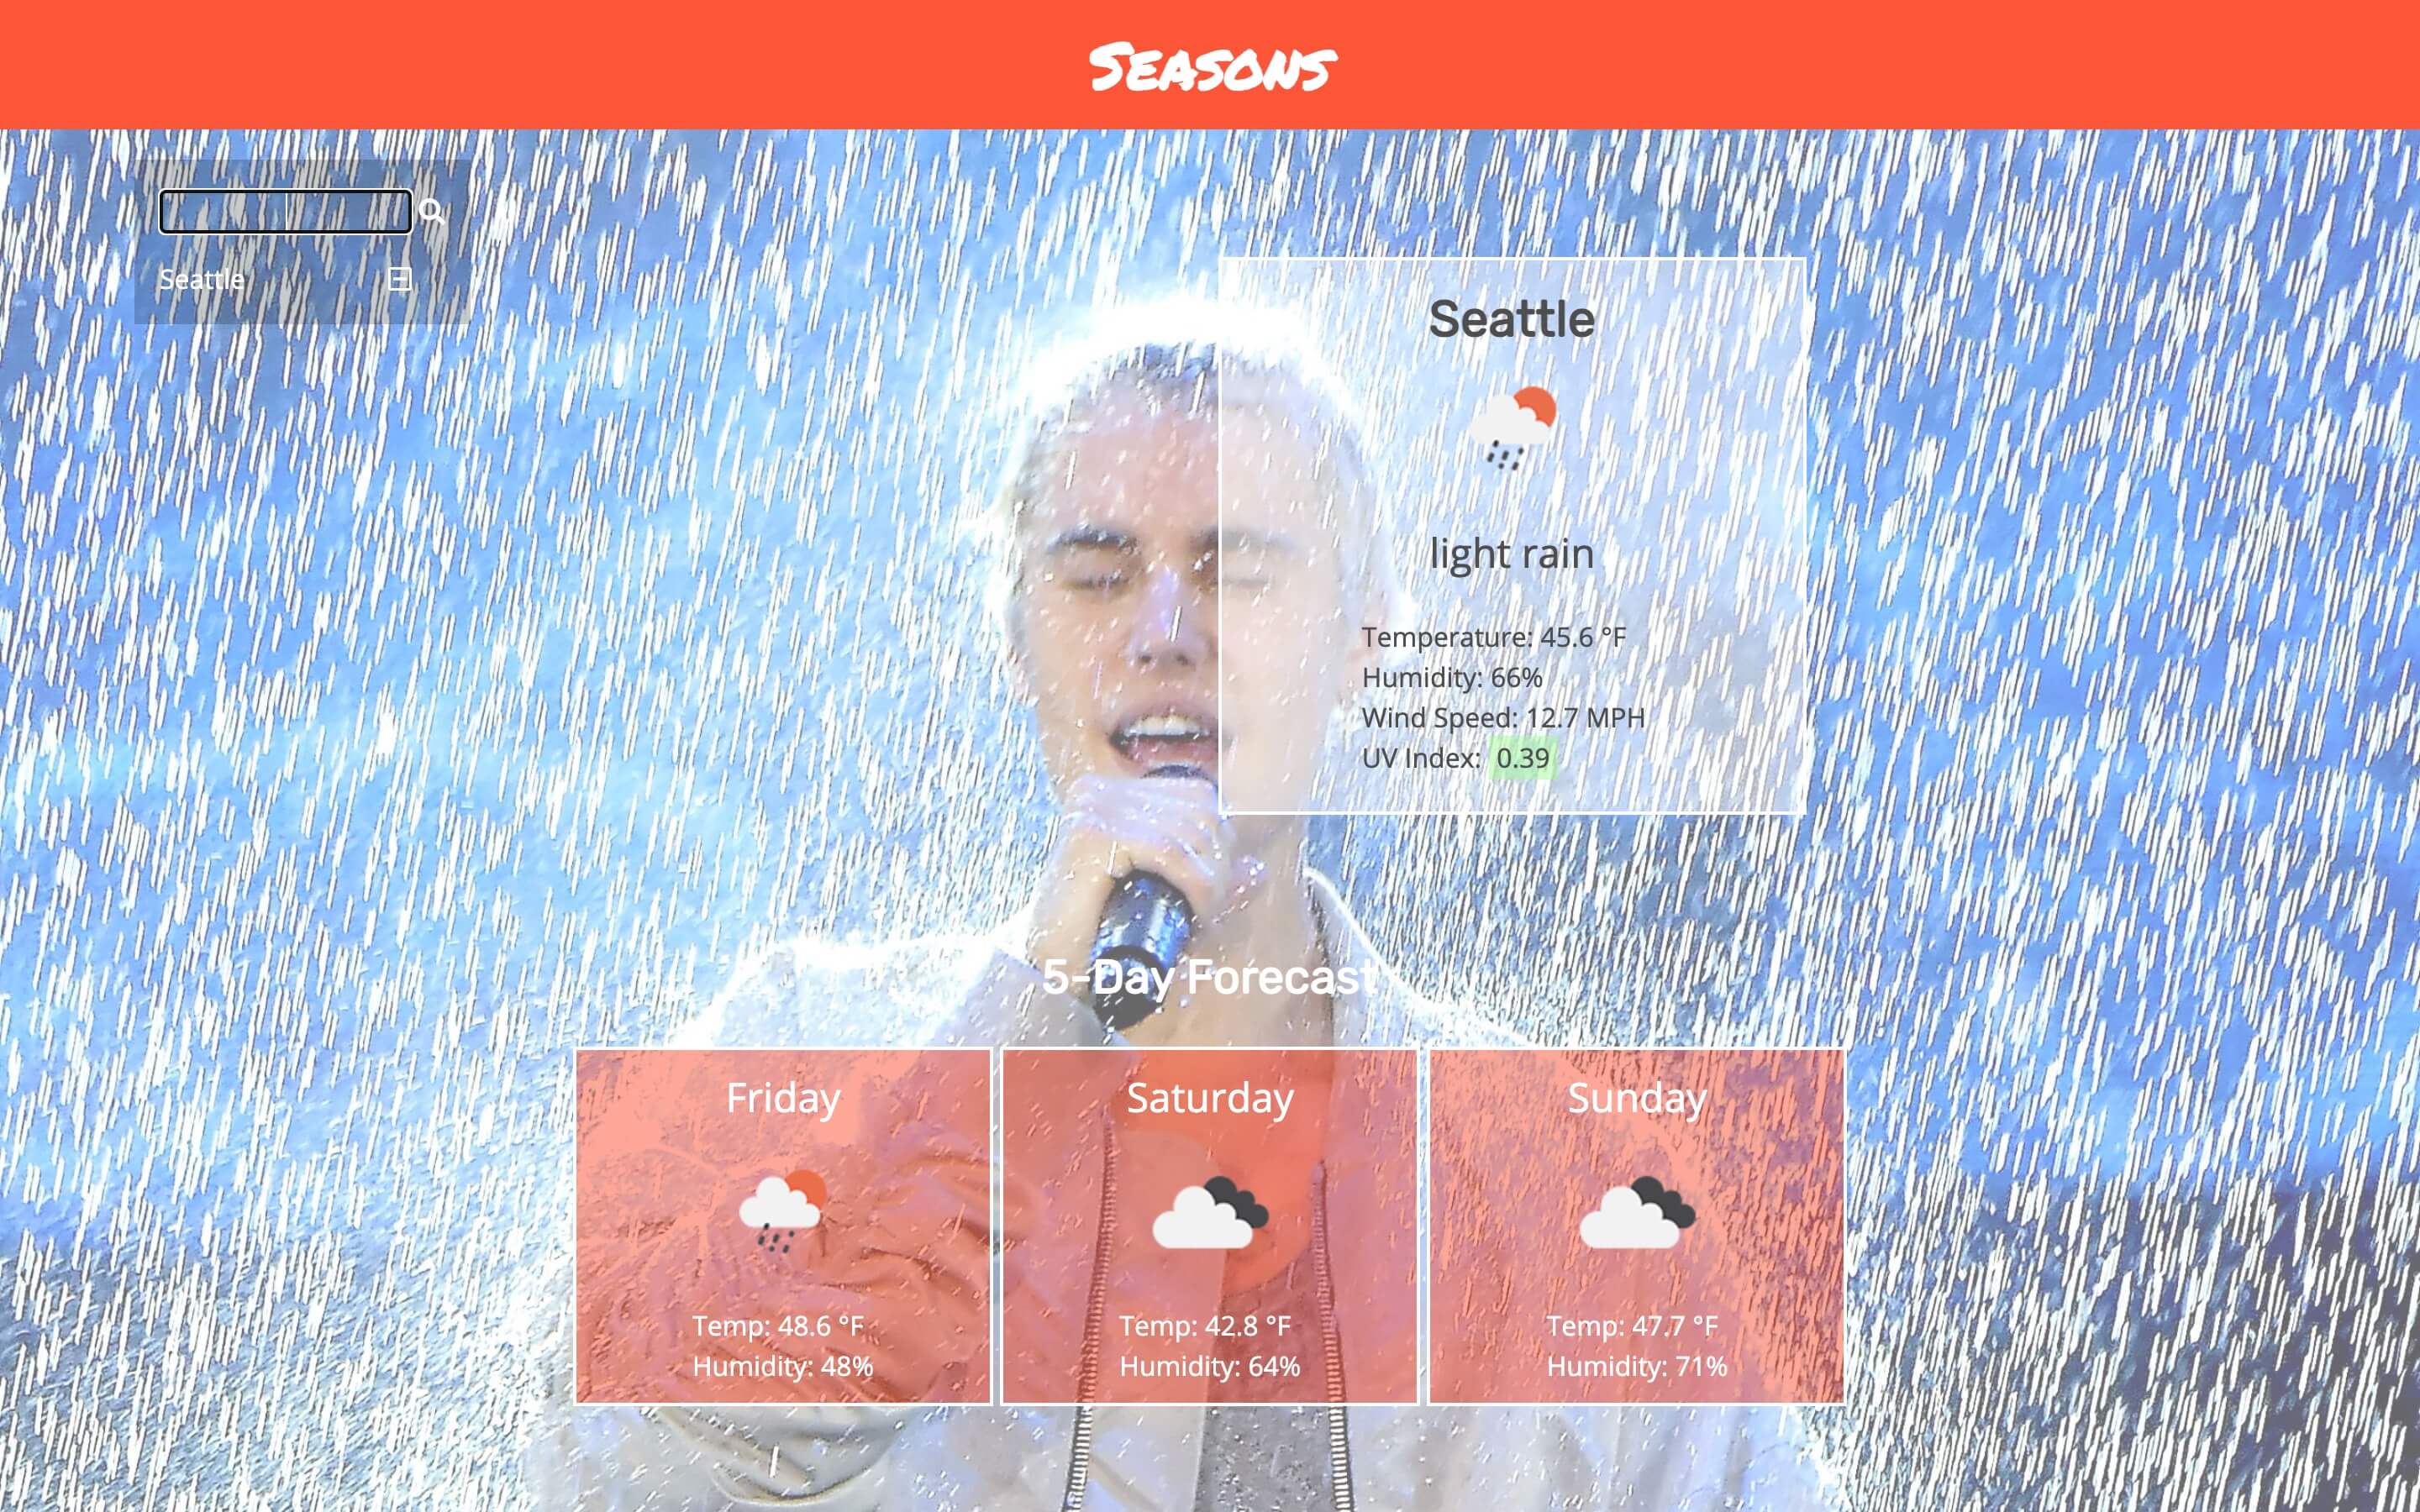 Seasons
Seattle
Seattle
light rain
Temperature: 45.6 °F
Humidity: 66%
Wind Speed: 12.7 MPH
UV Index: 0.39
5-Day Forecast
Friday
Temp: 48.6 °F
Humidity: 48%
Saturday
Temp: 42.8 °F
Humidity: 64%
Sunday
Temp: 47.7 °F
Humidity: 71%